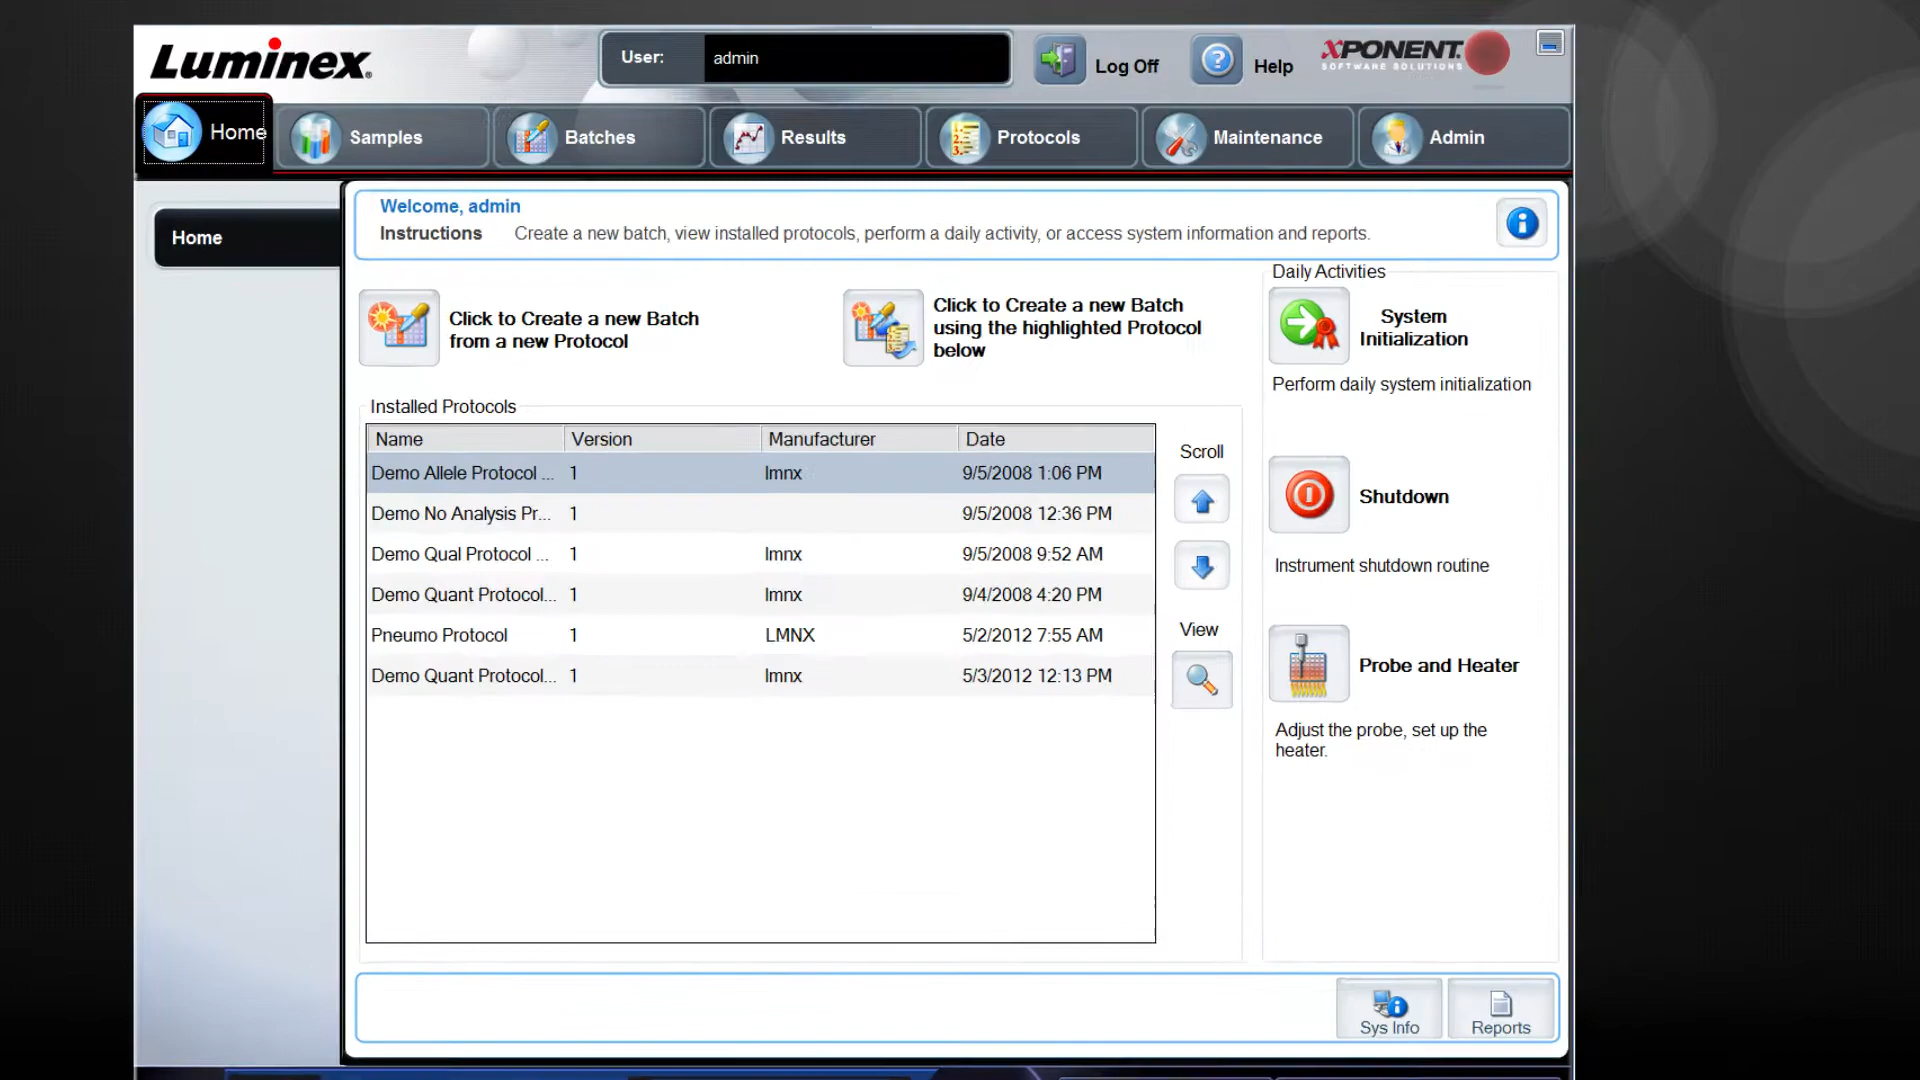 Luminex
User: admin
Log Off
Help
XPONENT
SOFTWARE SOLUTIONS
Home
Samples
Batches
Results
Protocols
Maintenance
Admin
Home
Welcome, admin
Instructions Create a new batch, view installed protocols, perform a daily activity, or access system information and reports.
Click to Create a new Batch
from a new Protocol
Click to Create a new Batch
using the highlighted Protocol
below
Installed Protocols
Name Version Manufacturer Date
Demo Allele Protocol ... 1 lmnx 9/5/2008 1:06 PM
Demo No Analysis Pr... 1 9/5/2008 12:36 PM
Demo Qual Protocol ... 1 lmnx 9/5/2008 9:52 AM
Demo Quant Protocol... 1 lmnx 9/4/2008 4:20 PM
Pneumo Protocol 1 LMNX 5/2/2012 7:55 AM
Demo Quant Protocol... 1 lmnx 5/3/2012 12:13 PM
Scroll
View
Daily Activities
System
Initialization
Perform daily system initialization
Shutdown
Instrument shutdown routine
Probe and Heater
Adjust the probe, set up the
heater.
Sys Info
Reports